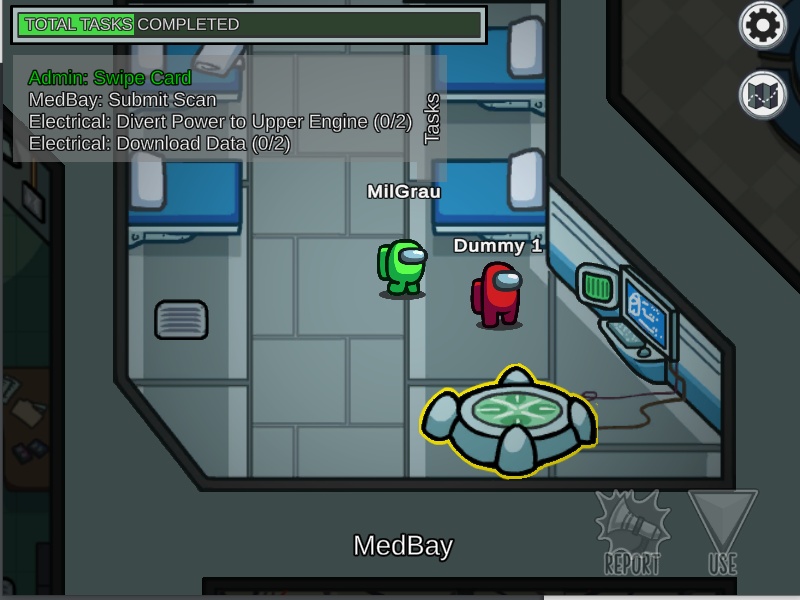 TOTAL TASKS COMPLETED
Admin: Swipe Card
MedBay: Submit Scan
Electrical: Divert Power to Upper Engine (0/2)
Electrical: Download Data (0/2)
Tasks
MilGrau
Dummy 1
MedBay
REPORT
USE